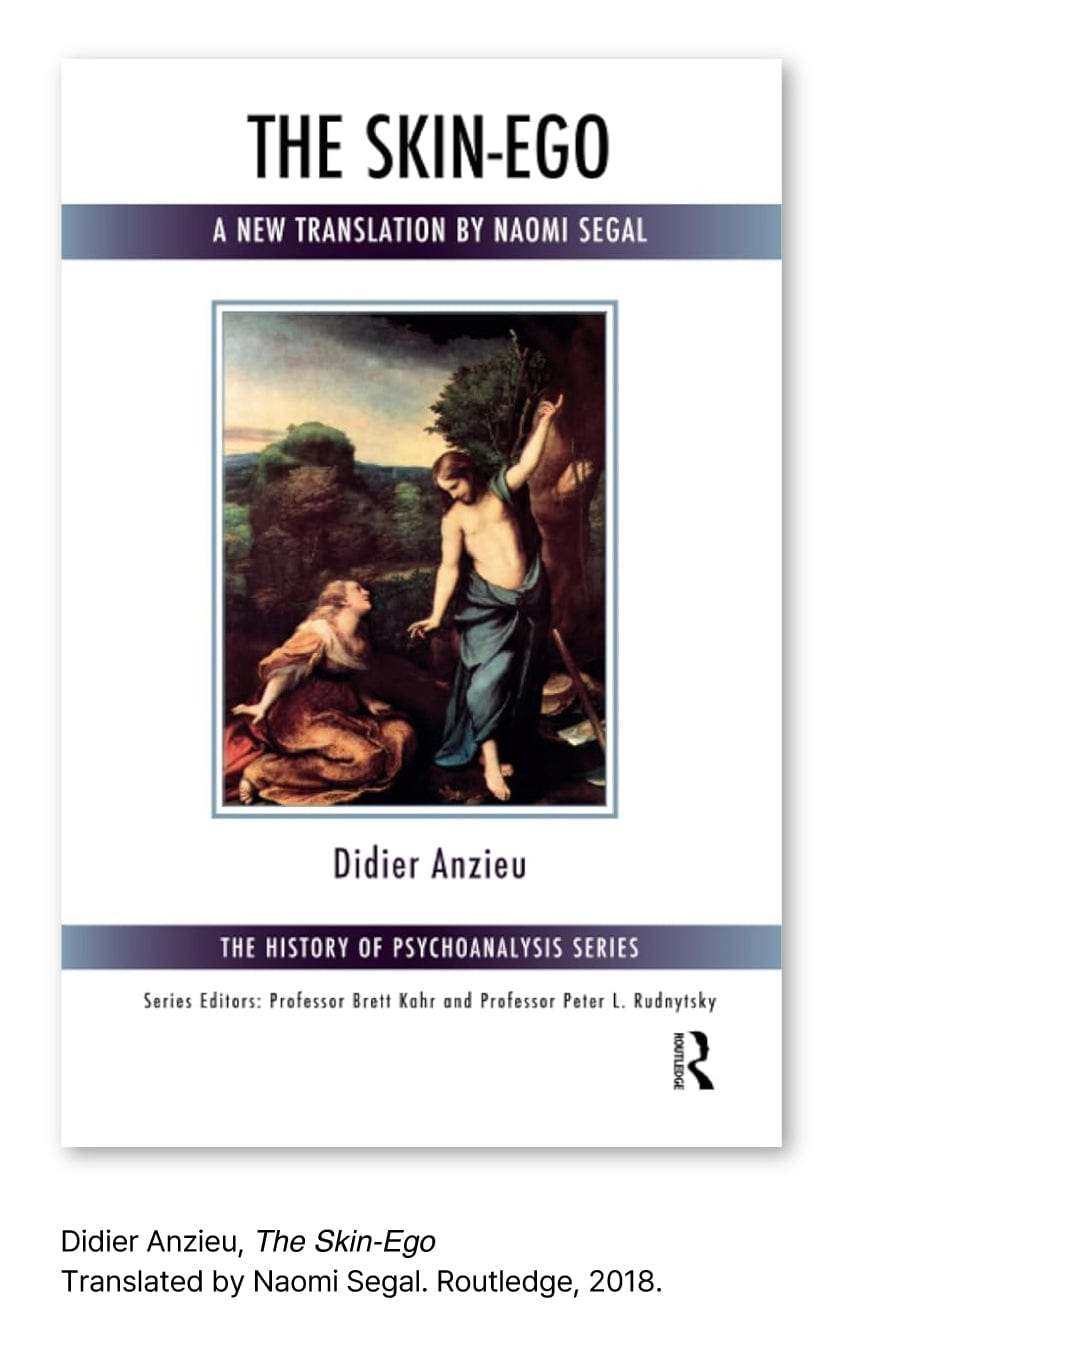 THE SKIN-EGO
A NEW TRANSLATION BY NAOMI SEGAL
Didier Anzieu
THE HISTORY OF PSYCHOANALYSIS SERIES
Series Editors: Professor Brett Kahr and Professor Peter L. Rudnytsky
ROUTLEDGE
Didier Anzieu, The Skin-Ego
Translated by Naomi Segal. Routledge, 2018.